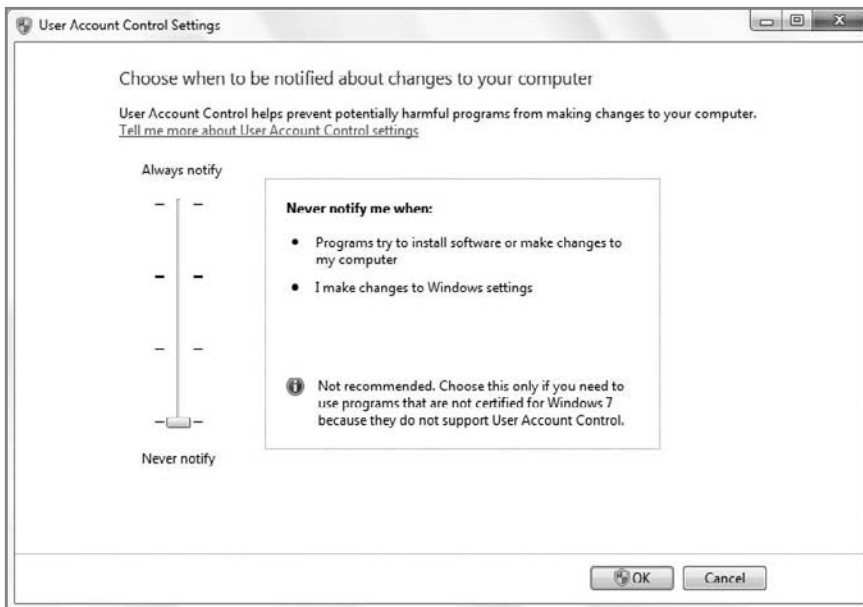 User Account Control Settings
Choose when to be notified about changes to your computer
User Account Control helps prevent potentially harmful programs from making changes to your computer.
Tell me more about User Account Control settings
Always notify
Never notify me when:
• Programs try to install software or make changes to
my computer
• I make changes to Windows settings
Not recommended. Choose this only if you need to
use programs that are not certified for Windows 7
because they do not support User Account Control.
Never notify
OK
Cancel